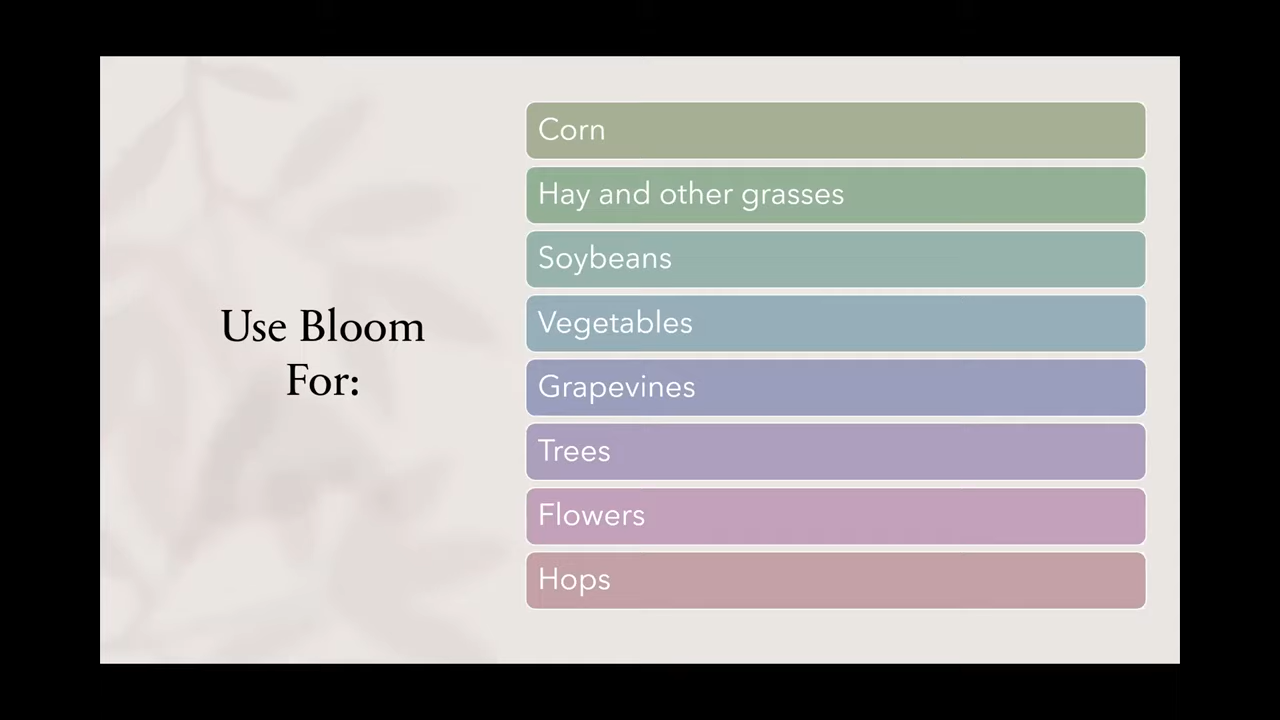 Use Bloom
For:
Corn
Hay and other grasses
Soybeans
Vegetables
Grapevines
Trees
Flowers
Hops